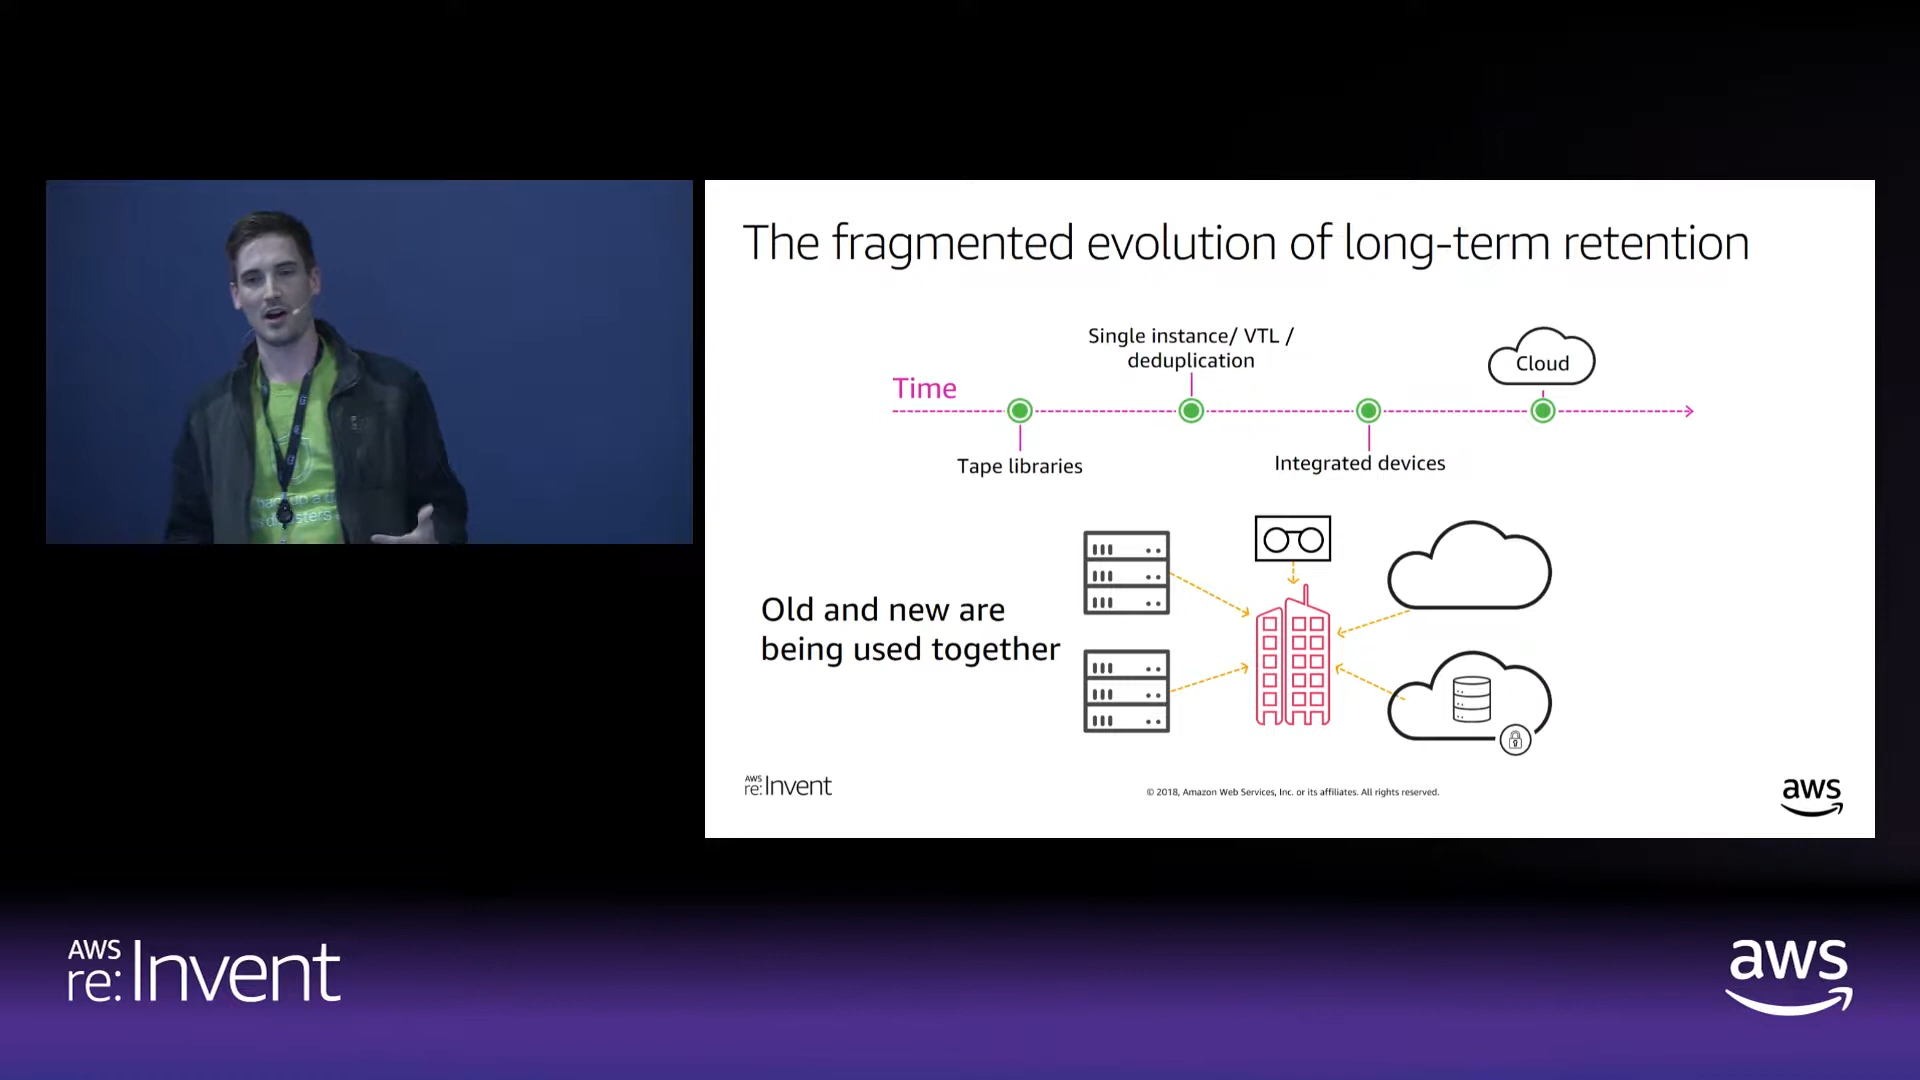 The fragmented evolution of long-term retention
Single instance/ VTL /
deduplication
Cloud
Time
Tape libraries
Integrated devices
Old and new are
being used together
AWS
re:Invent
© 2018, Amazon Web Services, Inc. or its affiliates. All rights reserved.
aws
AWS
re:Invent
aws